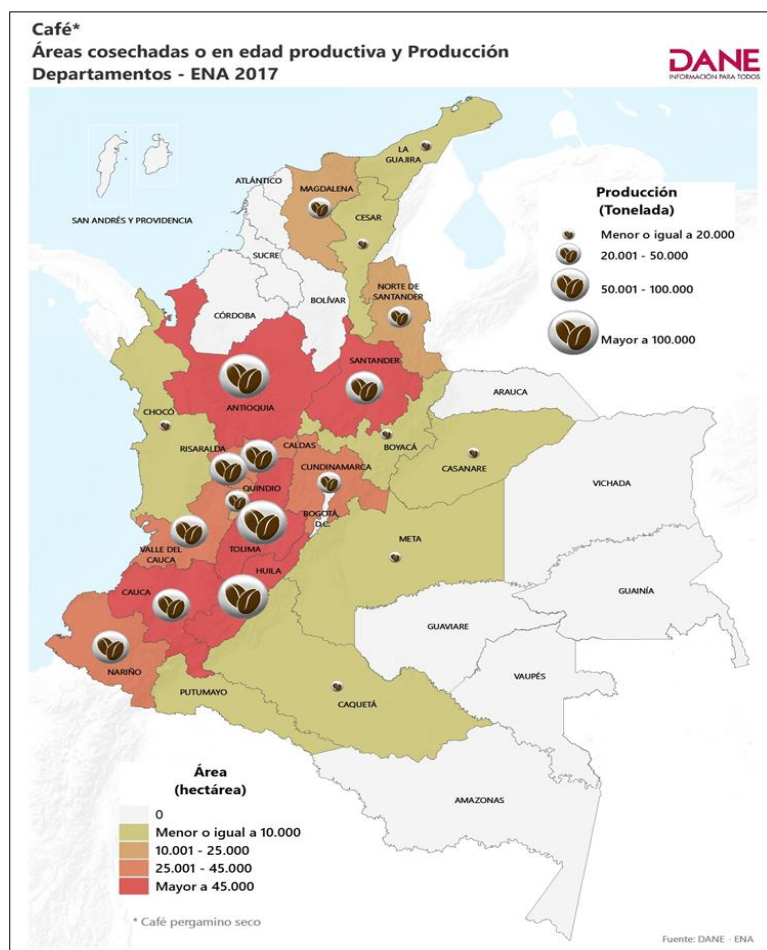 Café*
Áreas cosechadas o en edad productiva y Producción
Departamentos - ENA 2017
DANE
INFORMACIÓN PARA TODOS
SAN ANDRÉS Y PROVIDENCIA
ATLÁNTICO
MAGDALENA
LA
GUAJIRA
CESAR
SUCRE
CÓRDOBA
BOLÍVAR
NORTE DE
SANTANDER
ANTIOQUIA
SANTANDER
ARAUCA
CHOCÓ
RISARALDA
CALDAS
BOYACÁ
CUNDINAMARCA
CASANARE
QUINDIO
BOGOTÁ,
D.C.
VICHADA
VALLE DEL
CAUCA
TOLIMA
META
HUILA
CAUCA
GUAINÍA
GUAVIARE
NARIÑO
VAUPÉS
PUTUMAYO
CAQUETÁ
AMAZONAS
Producción
(Tonelada)
Menor o igual a 20.000
20.001 - 50.000
50.001 - 100.000
Mayor a 100.000
Área
(hectárea)
0
Menor o igual a 10.000
10.001 - 25.000
25.001 - 45.000
Mayor a 45.000
* Café pergamino seco
Fuente: DANE - ENA